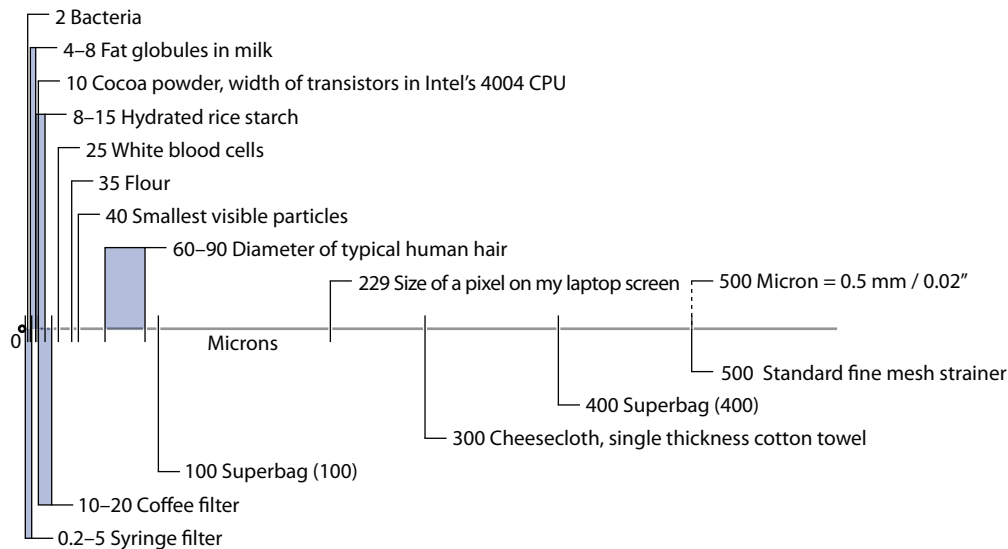 2 Bacteria
4–8 Fat globules in milk
10 Cocoa powder, width of transistors in Intel's 4004 CPU
8–15 Hydrated rice starch
25 White blood cells
35 Flour
40 Smallest visible particles
60–90 Diameter of typical human hair
229 Size of a pixel on my laptop screen
500 Micron = 0.5 mm / 0.02”
0
Microns
500 Standard fine mesh strainer
400 Superbag (400)
300 Cheesecloth, single thickness cotton towel
100 Superbag (100)
10–20 Coffee filter
0.2–5 Syringe filter